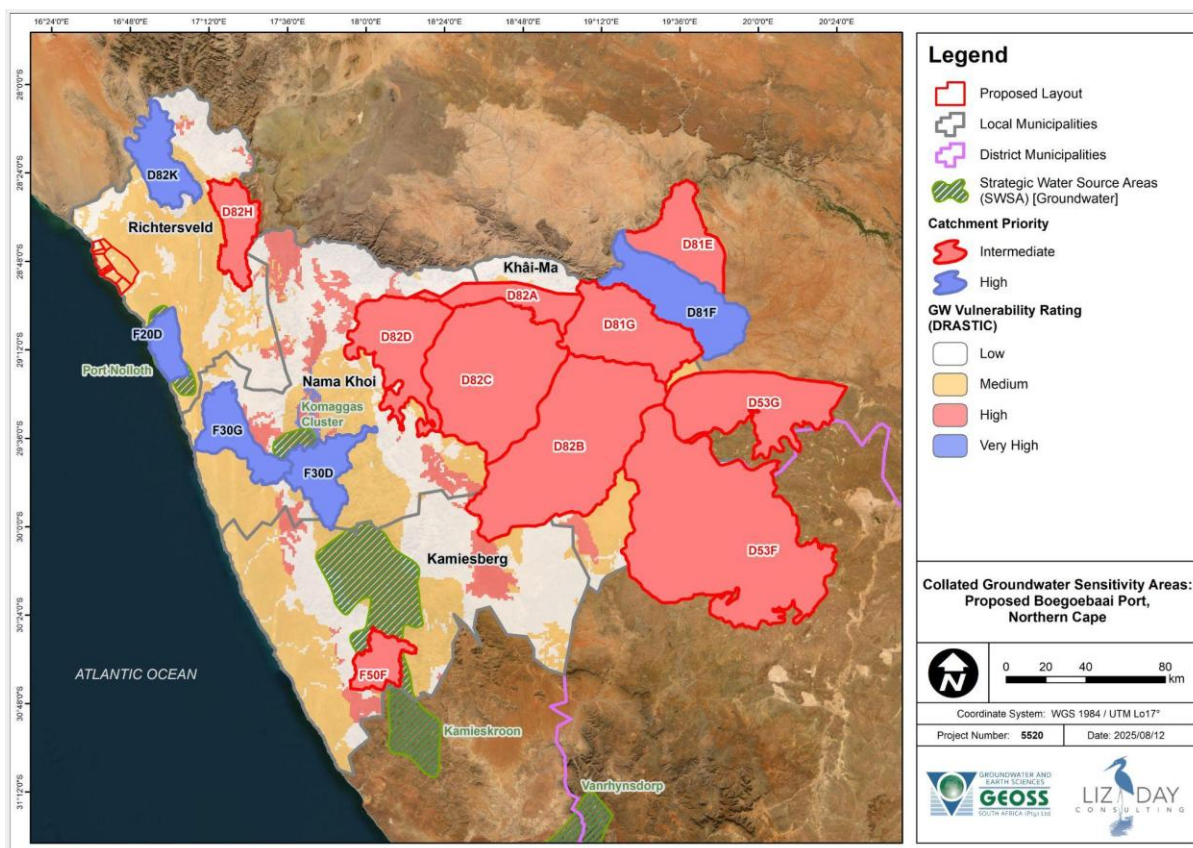 16°24'0"E 16°48'0"E 17°12'0"E 17°36'0"E 18°0'0"E 18°24'0"E 18°48'0"E 19°12'0"E 19°36'0"E 20°0'0"E 20°24'0"E
28°0'0"S
28°24'0"S
28°48'0"S
29°12'0"S
29°36'0"S
30°0'0"S
30°24'0"S
30°48'0"S
31°12'0"S
D82K
Richtersveld
D82H
D81E
Khâi-Ma
D82A
D81F
D81G
F20D
D82D
Port Nolloth
D82C
Nama Khoi
Komaggas
Cluster
D53G
F30G
D82B
F30D
D53F
Kamiesberg
F50F
ATLANTIC OCEAN
Kamieskroon
Vanrhynsdorp
Legend
Proposed Layout
Local Municipalities
District Municipalities
Strategic Water Source Areas
(SWSA) [Groundwater]
Catchment Priority
Intermediate
High
GW Vulnerability Rating
(DRASTIC)
Low
Medium
High
Very High
Collated Groundwater Sensitivity Areas:
Proposed Boegoebaai Port,
Northern Cape
N
0 20 40 80
km
Coordinate System: WGS 1984 / UTM Lo17°
Project Number: 5520 Date: 2025/08/12
GROUNDWATER AND
EARTH SCIENCES
GEOSS
SOUTH AFRICA (Pty) Ltd
LIZ DAY
CONSULTING